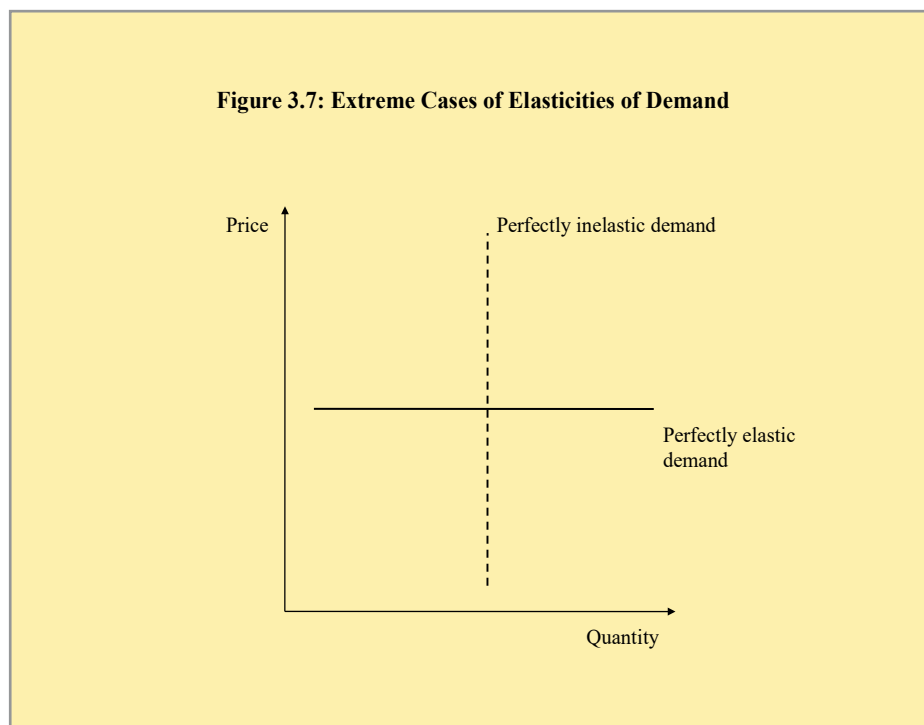 Figure 3.7: Extreme Cases of Elasticities of Demand
Price
Perfectly inelastic demand
Perfectly elastic
demand
Quantity